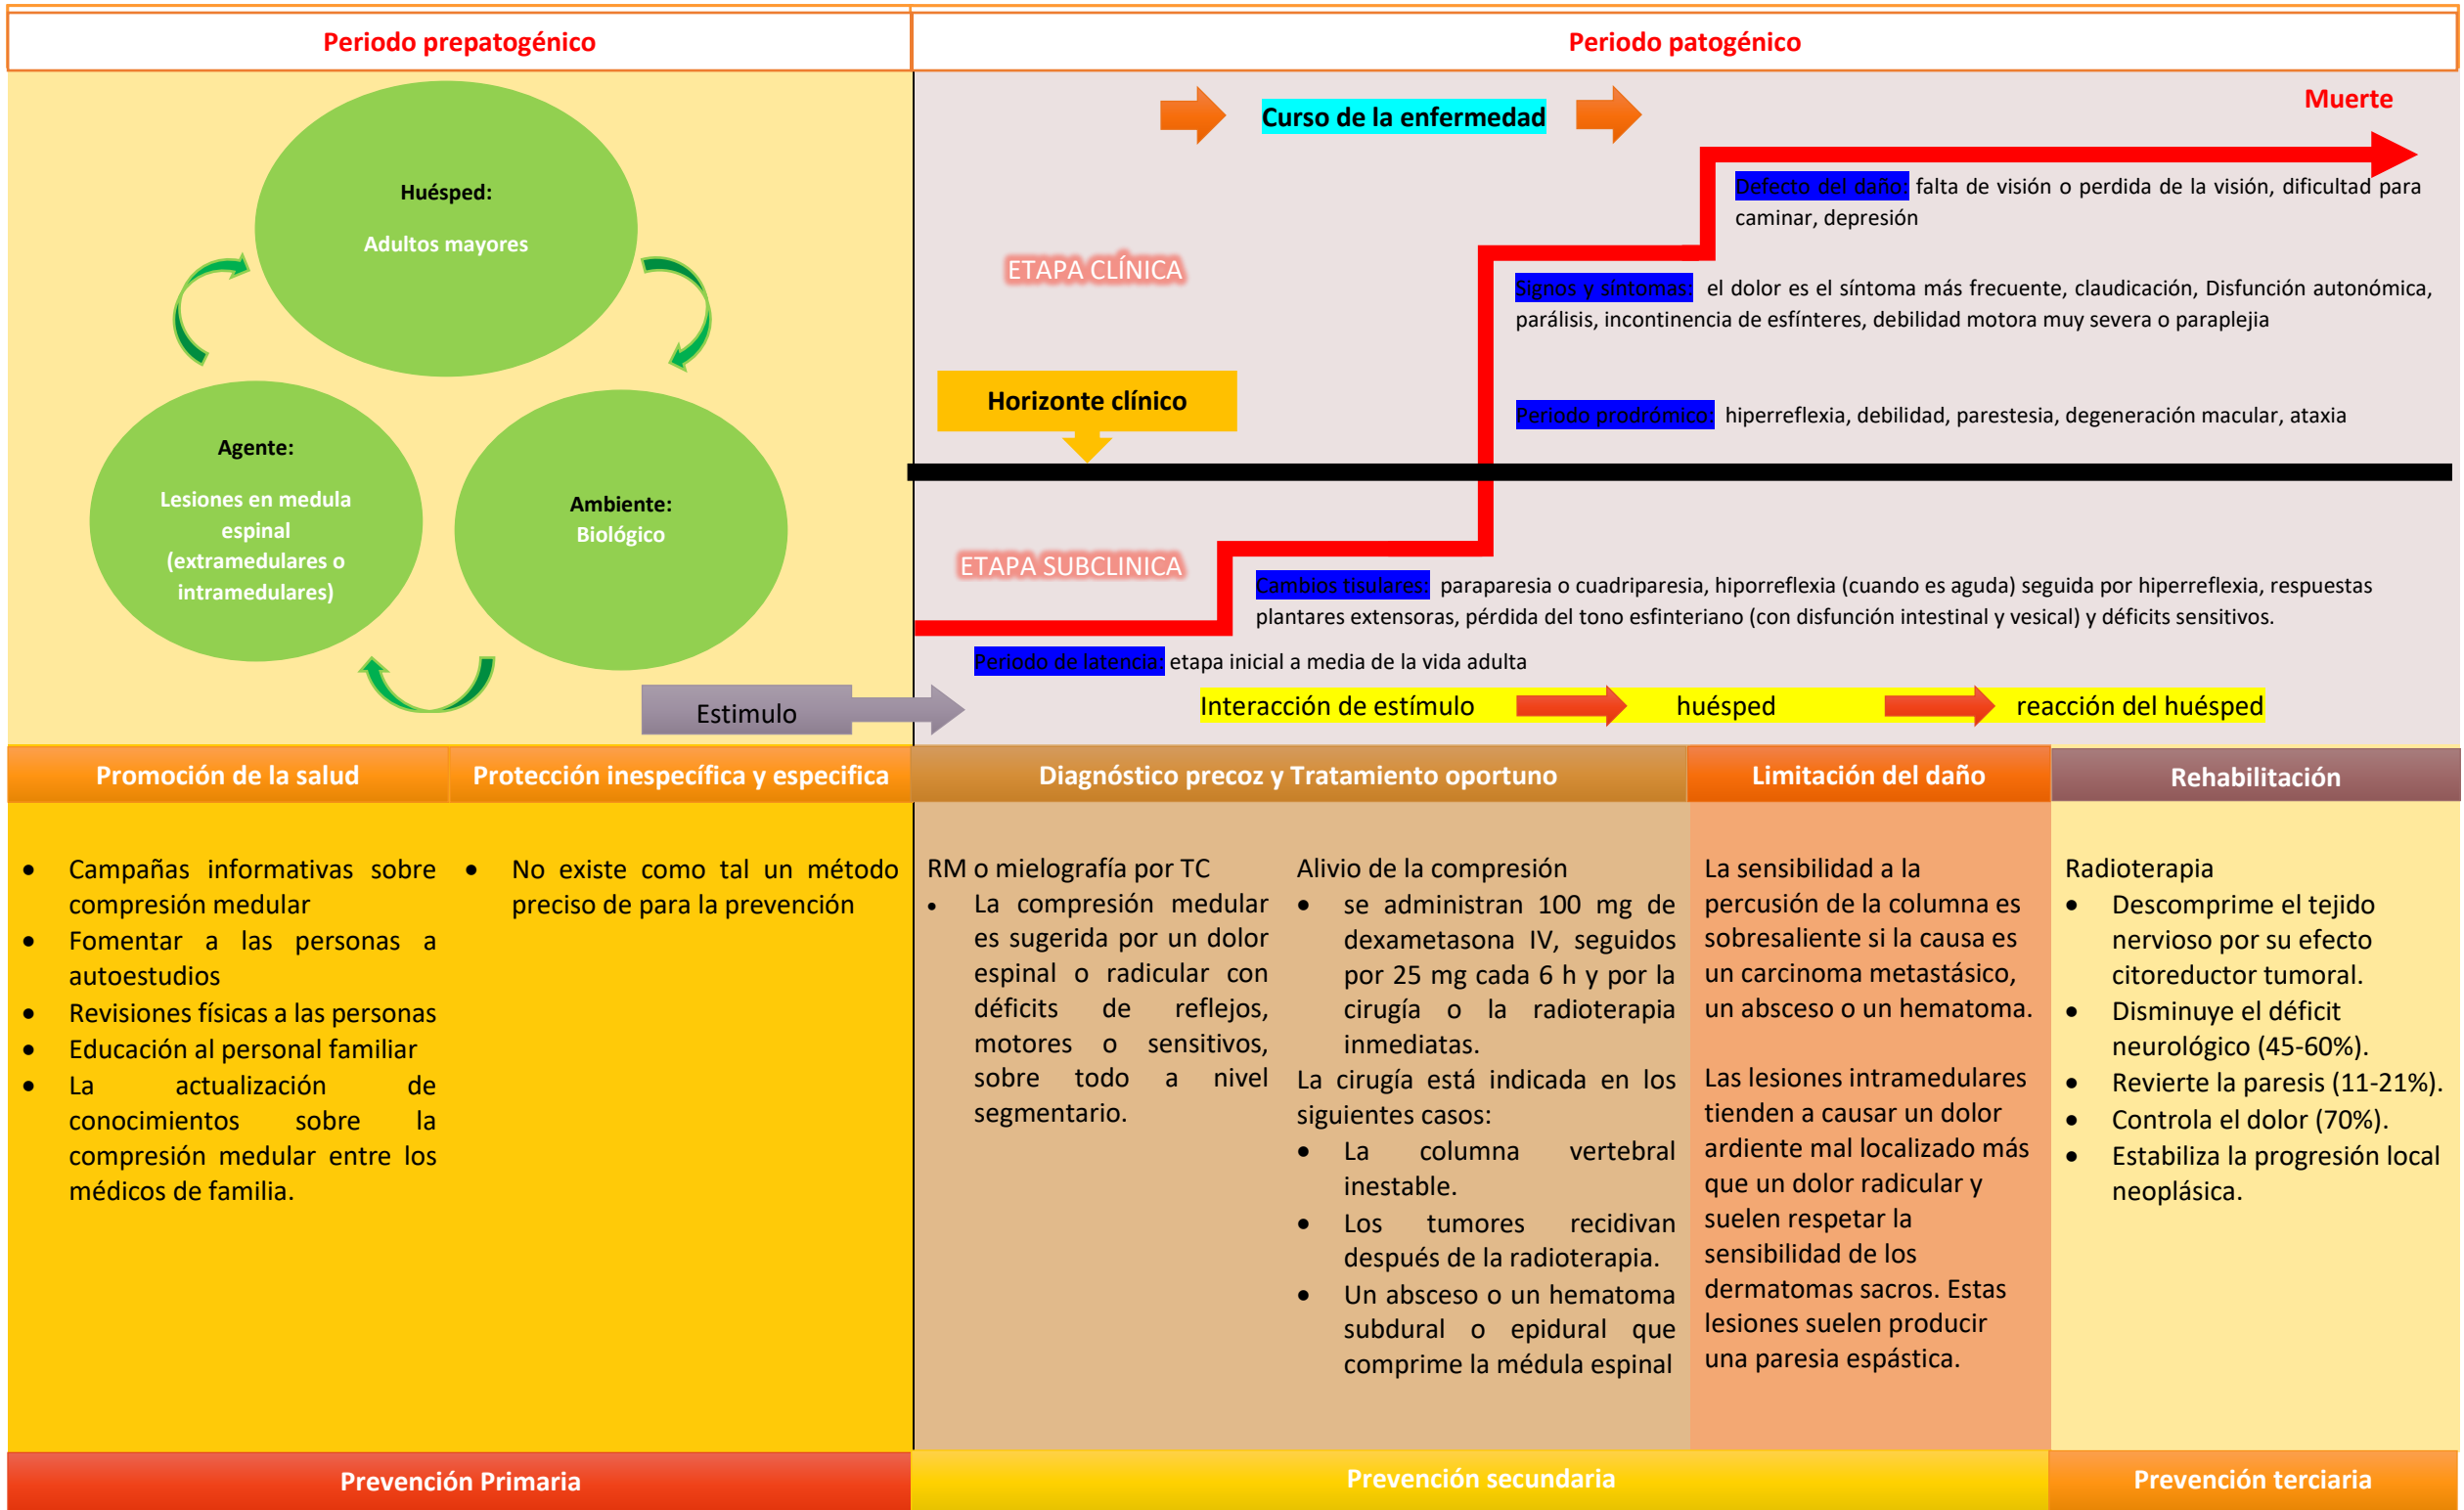 Periodo prepatogénico
Periodo patogénico
Huésped:
Adultos mayores
Agente:
Lesiones en medula
espinal
(extramedulares o
intramedulares)
Ambiente:
Biológico
Estimulo
Curso de la enfermedad
Muerte
Defecto del daño: falta de visión o perdida de la visión, dificultad para
caminar, depresión
ETAPA CLÍNICA
Signos y síntomas: el dolor es el síntoma más frecuente, claudicación, Disfunción autonómica,
parálisis, incontinencia de esfínteres, debilidad motora muy severa o paraplejia
Horizonte clínico
Periodo prodrómico: hiperreflexia, debilidad, parestesia, degeneración macular, ataxia
ETAPA SUBCLINICA
Cambios tisulares: paraparesia o cuadriparesia, hiporreflexia (cuando es aguda) seguida por hiperreflexia, respuestas
plantares extensoras, pérdida del tono esfinteriano (con disfunción intestinal y vesical) y déficits sensitivos.
Periodo de latencia: etapa inicial a media de la vida adulta
Interacción de estímulo huésped reacción del huésped
Promoción de la salud
Protección inespecífica y especifica
Diagnóstico precoz y Tratamiento oportuno
Limitación del daño
Rehabilitación
• Campañas informativas sobre
compresión medular
• Fomentar a las personas a
autoestudios
• Revisiones físicas a las personas
• Educación al personal familiar
• La actualización de
conocimientos sobre la
compresión medular entre los
médicos de familia.
• No existe como tal un método
preciso de para la prevención
RM o mielografía por TC
• La compresión medular
es sugerida por un dolor
espinal o radicular con
déficits de reflejos,
motores o sensitivos,
sobre todo a nivel
segmentario.
Alivio de la compresión
• se administran 100 mg de
dexametasona IV, seguidos
por 25 mg cada 6 h y por la
cirugía o la radioterapia
inmediatas.
La cirugía está indicada en los
siguientes casos:
• La columna vertebral
inestable.
• Los tumores recidivan
después de la radioterapia.
• Un absceso o un hematoma
subdural o epidural que
comprime la médula espinal
La sensibilidad a la
percusión de la columna es
sobresaliente si la causa es
un carcinoma metastásico,
un absceso o un hematoma.
Las lesiones intramedulares
tienden a causar un dolor
ardiente mal localizado más
que un dolor radicular y
suelen respetar la
sensibilidad de los
dermatomas sacros. Estas
lesiones suelen producir
una paresia espástica.
Radioterapia
• Descomprime el tejido
nervioso por su efecto
citoreductor tumoral.
• Disminuye el déficit
neurológico (45-60%).
• Revierte la paresis (11-21%).
• Controla el dolor (70%).
• Estabiliza la progresión local
neoplásica.
Prevención Primaria
Prevención secundaria
Prevención terciaria